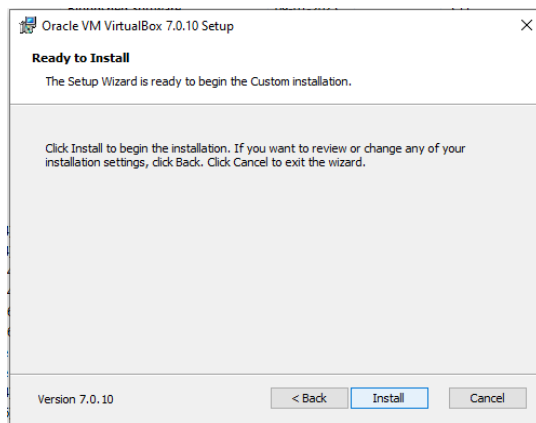 Oracle VM VirtualBox 7.0.10 Setup
Ready to Install
The Setup Wizard is ready to begin the Custom installation.
Click Install to begin the installation. If you want to review or change any of your
installation settings, click Back. Click Cancel to exit the wizard.
Version 7.0.10 < Back Install Cancel